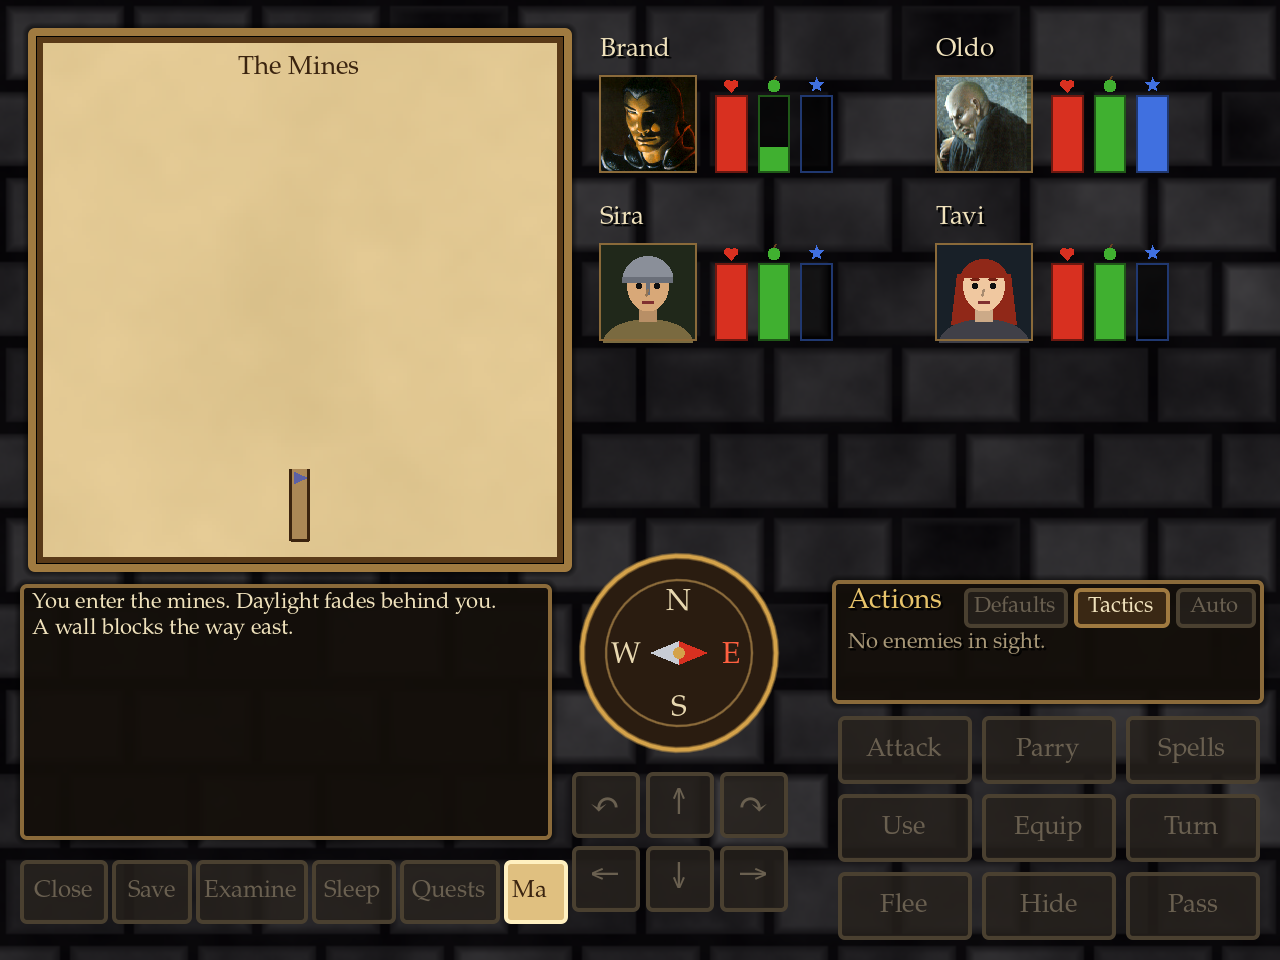 The Mines
Brand
Oldo
Sira
Tavi
You enter the mines. Daylight fades behind you.
A wall blocks the way east.
N
W E
S
Actions Defaults Tactics Auto
No enemies in sight.
Attack Parry Spells
Use Equip Turn
Flee Hide Pass
Close Save Examine Sleep Quests Ma